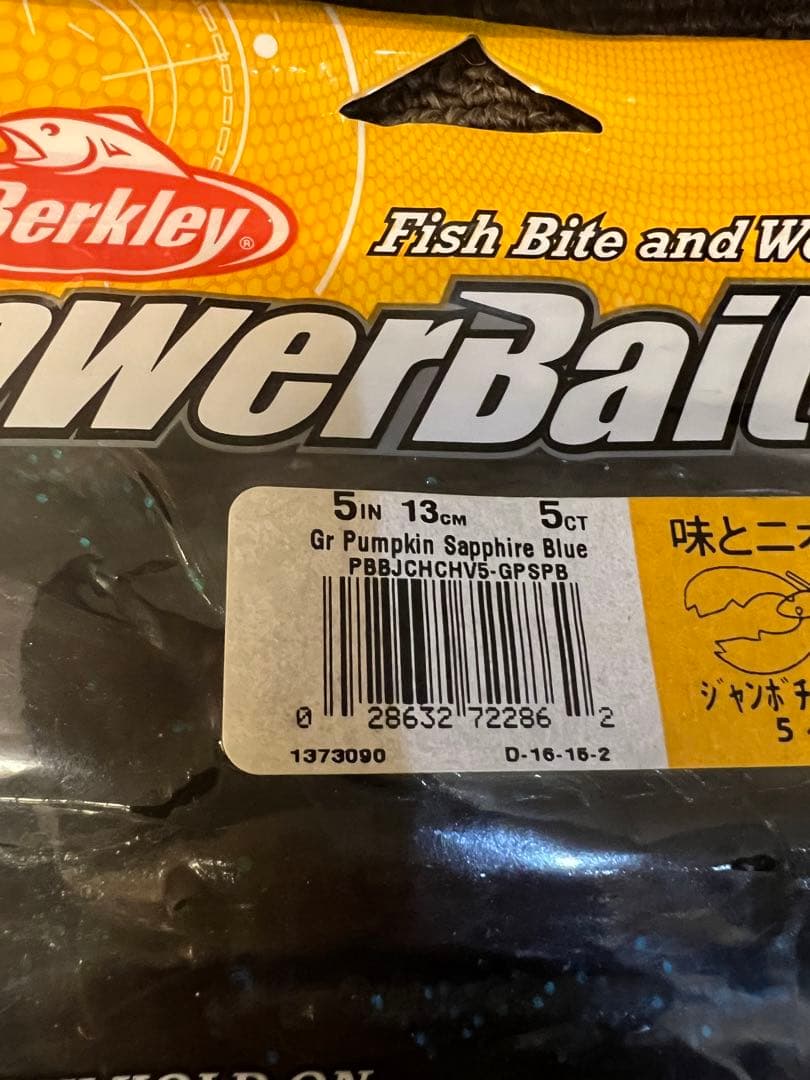 Berkley®
Fish Bite and
werBait
5IN 13CM 5CT
Gr Pumpkin Sapphire Blue
PBBJCHCHV5-GPSPB
0 28632 72286 2
1373090 D-16-15-2
味とニオ
ジャンボチ
5